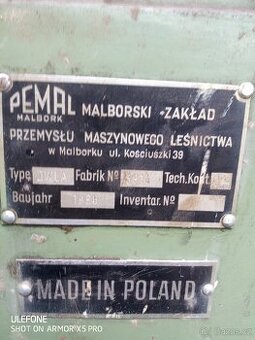 PEMAL
MALBORK
MALBORSKI - ZAKŁAD
PRZEMYSŁU MASZYNOWEGO LEŚNICTWA
w Malborku ul. Kościuszki 39
Type Fabrik № Tech. Kont.
Baujahr Inventar. №
MADE IN POLAND
ULEFONE
SHOT ON ARMOR X5 PRO